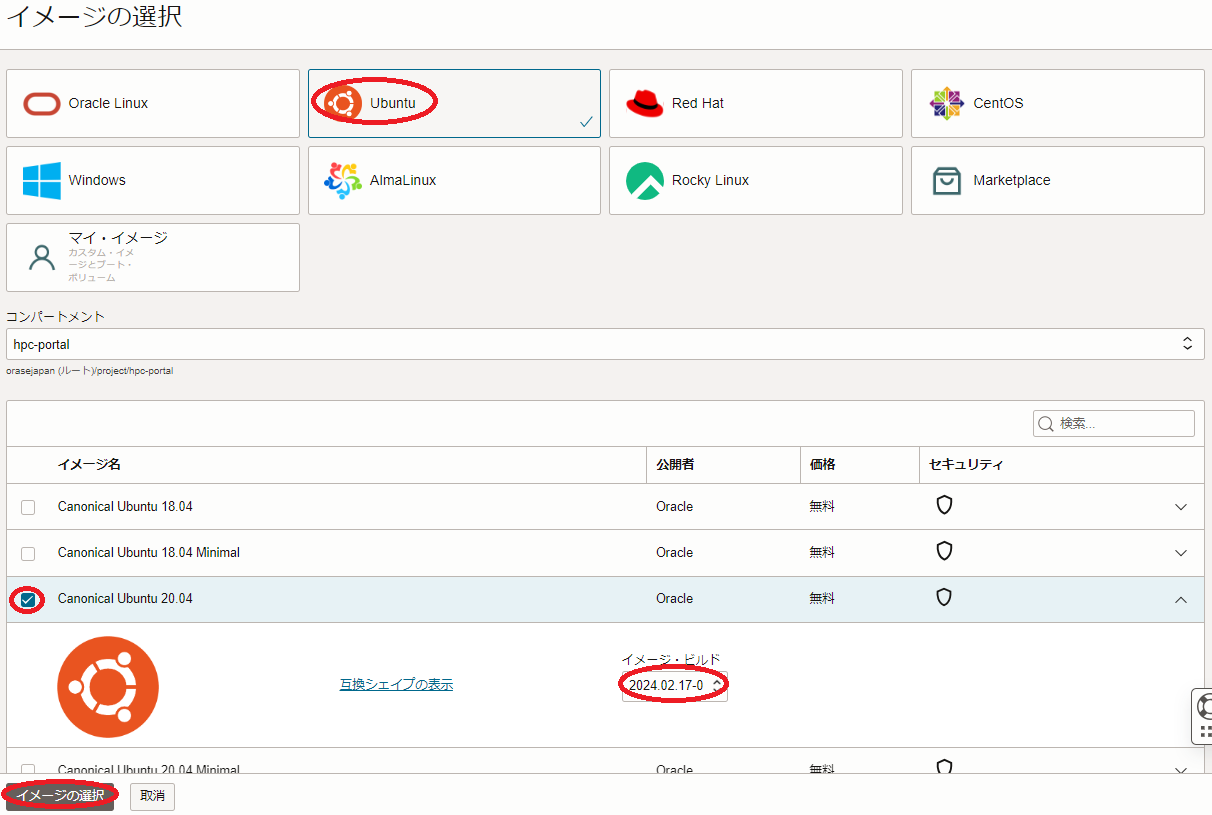 イメージの選択
Oracle Linux
Ubuntu
Red Hat
CentOS
Windows
AlmaLinux
Rocky Linux
Marketplace
マイ・イメージ
カスタム・イメ
ージとブート・
ボリューム
コンパートメント
hpc-portal
orasejapan (ルート)/project/hpc-portal
検索...
イメージ名 公開者 価格 セキュリティ
Canonical Ubuntu 18.04 Oracle 無料
Canonical Ubuntu 18.04 Minimal Oracle 無料
Canonical Ubuntu 20.04 Oracle 無料
イメージ・ビルド
互換シェイプの表示 2024.02.17-0
Canonical Ubuntu 20.04 Minimal Oracle 無料
イメージの選択 取消